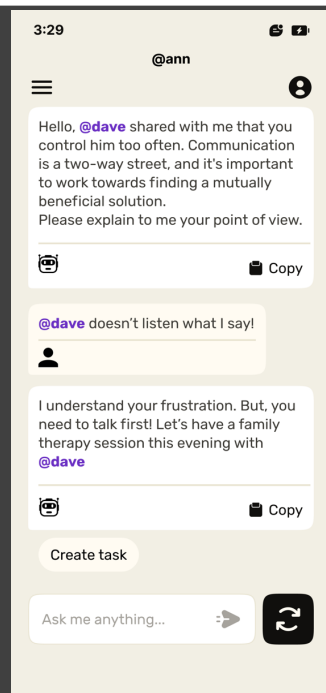 3:29
@ann
Hello, @dave shared with me that you
control him too often. Communication
is a two-way street, and it's important
to work towards finding a mutually
beneficial solution.
Please explain to me your point of view.
Copy
@dave doesn't listen what I say!
I understand your frustration. But, you
need to talk first! Let's have a family
therapy session this evening with
@dave
Copy
Create task
Ask me anything...